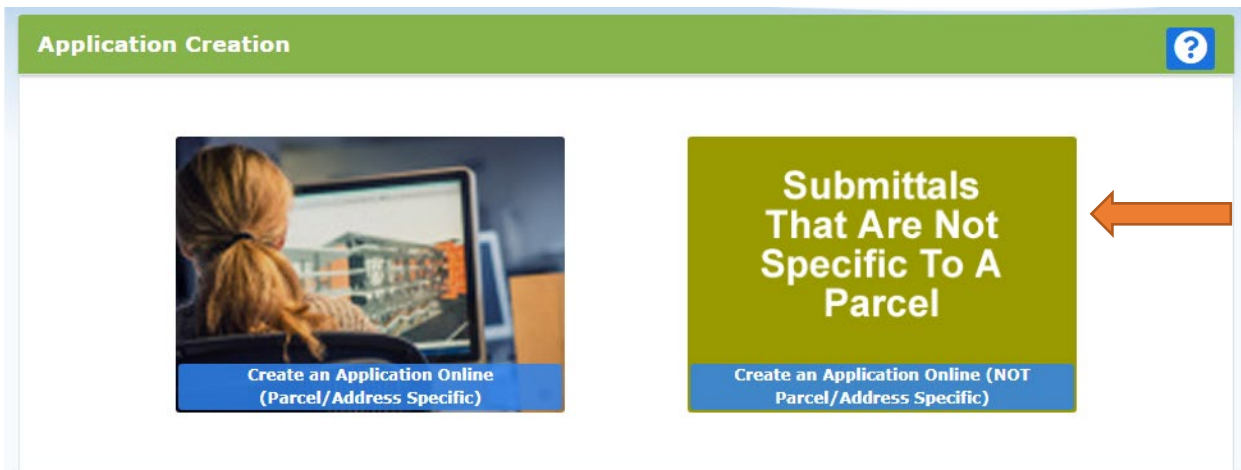 Application Creation
?
Create an Application Online
(Parcel/Address Specific)
Submittals
That Are Not
Specific To A
Parcel
Create an Application Online (NOT
Parcel/Address Specific)